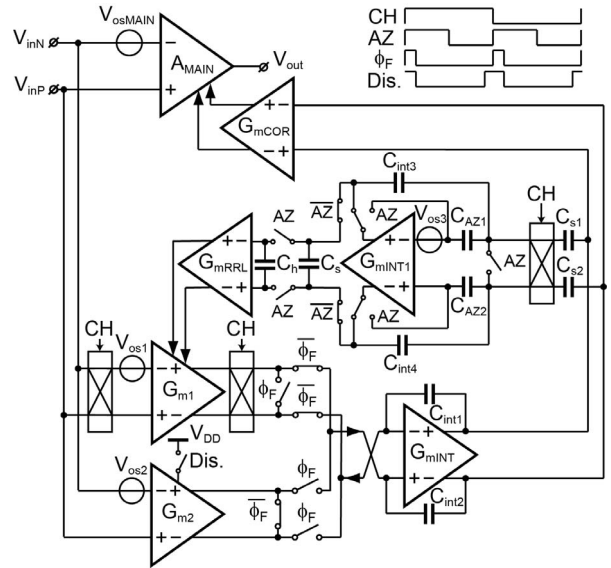 CH
AZ
ϕF
Dis.
VinN
VosMAIN
AMAIN
Vout
VinP
GmCOR
Cint3
AZ
AZ
AZ
Vos3
CAZ1
CH
Cs1
GmRRL
Ch
Cs
GmINT1
AZ
Cs2
AZ
AZ
AZ
CAZ2
Cint4
CH
Vos1
Gm1
CH
ϕF
ϕF
ϕF
VDD
Dis.
Cint1
GmINT
Cint2
Vos2
Gm2
ϕF
ϕF
ϕF